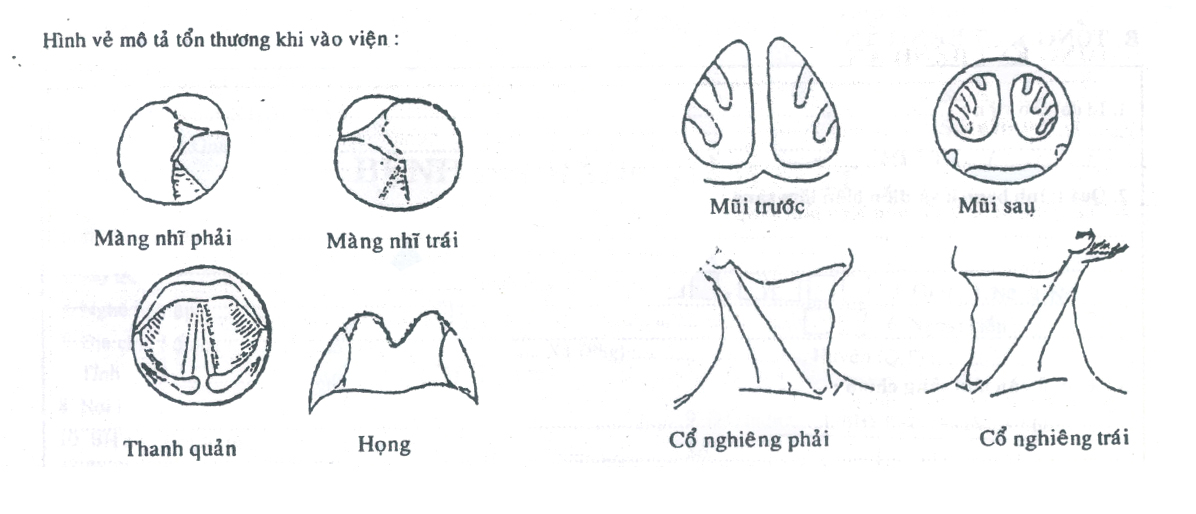 Hình vẻ mô tả tổn thương khi vào viện :
Mũi trước
Mũi sau
Màng nhĩ phải
Màng nhĩ trái
Thanh quản
Họng
Cổ nghiêng phải
Cổ nghiêng trái